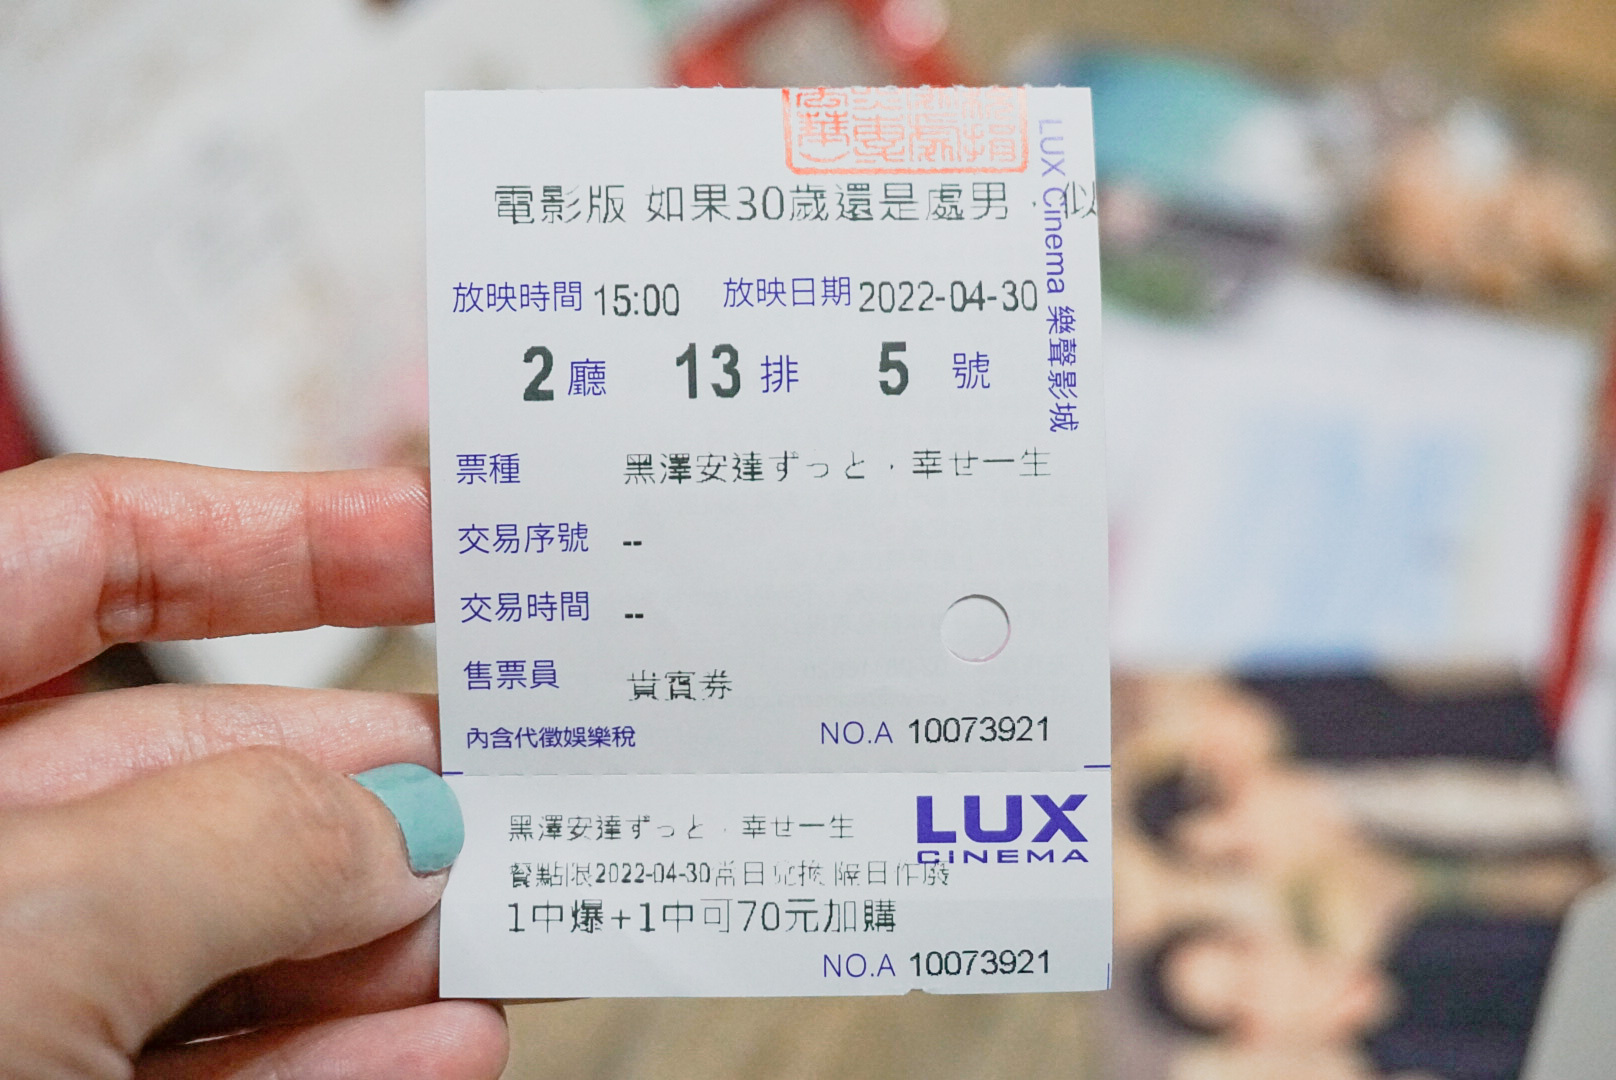 電影版 如果30歲還是處男，似
放映時間 15:00 放映日期 2022-04-30
2 廳 13 排 5 號
票種 黑澤安達ずっと，幸せ一生
交易序號 --
交易時間 --
售票員 貴賓券
內含代徵娛樂稅 NO.A 10073921
LUX Cinema 樂聲影城
黑澤安達ずっと，幸せ一生
LUX
CINEMA
餐點限2022-04-30當日兌換 隔日作廢
1中爆+1中可70元加購
NO.A 10073921